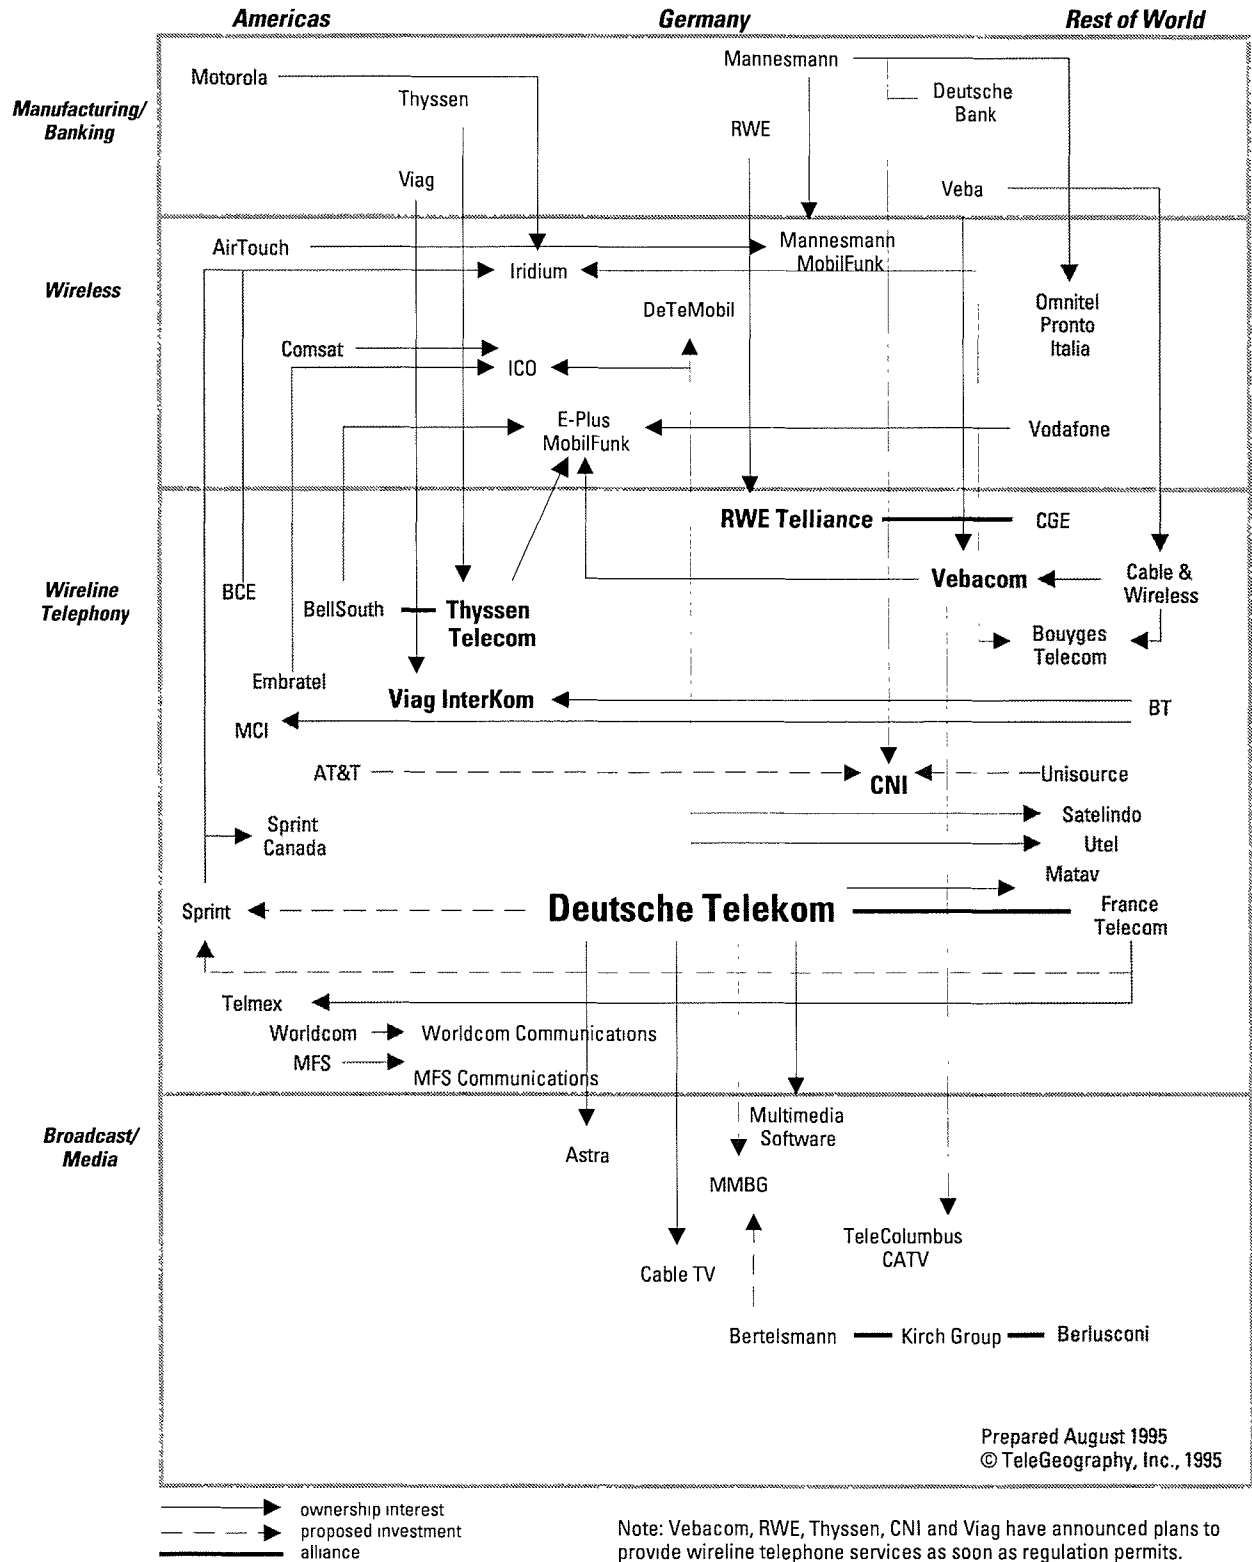 Americas
Germany
Rest of World
Manufacturing/
Banking
Motorola
Thyssen
Viag
Mannesmann
Deutsche
Bank
RWE
Veba
Wireless
AirTouch
Iridium
Mannesmann
MobilFunk
DeTeMobil
Omnitel
Pronto
Italia
Comsat
ICO
E-Plus
MobilFunk
Vodafone
Wireline
Telephony
RWE Telliance
CGE
BCE
BellSouth
Thyssen
Telecom
Vebacom
Cable &
Wireless
Bouyges
Telecom
Embratel
Viag InterKom
BT
MCI
AT&T
CNI
Unisource
Satelindo
Sprint
Canada
Utel
Matav
Sprint
Deutsche Telekom
France
Telecom
Telmex
Worldcom
Worldcom Communications
MFS
MFS Communications
Broadcast/
Media
Multimedia
Software
Astra
MMBG
TeleColumbus
CATV
Cable TV
Bertelsmann
Kirch Group
Berlusconi
Prepared August 1995
© TeleGeography, Inc., 1995
ownership interest
proposed investment
alliance
Note: Vebacom, RWE, Thyssen, CNI and Viag have announced plans to
provide wireline telephone services as soon as regulation permits.